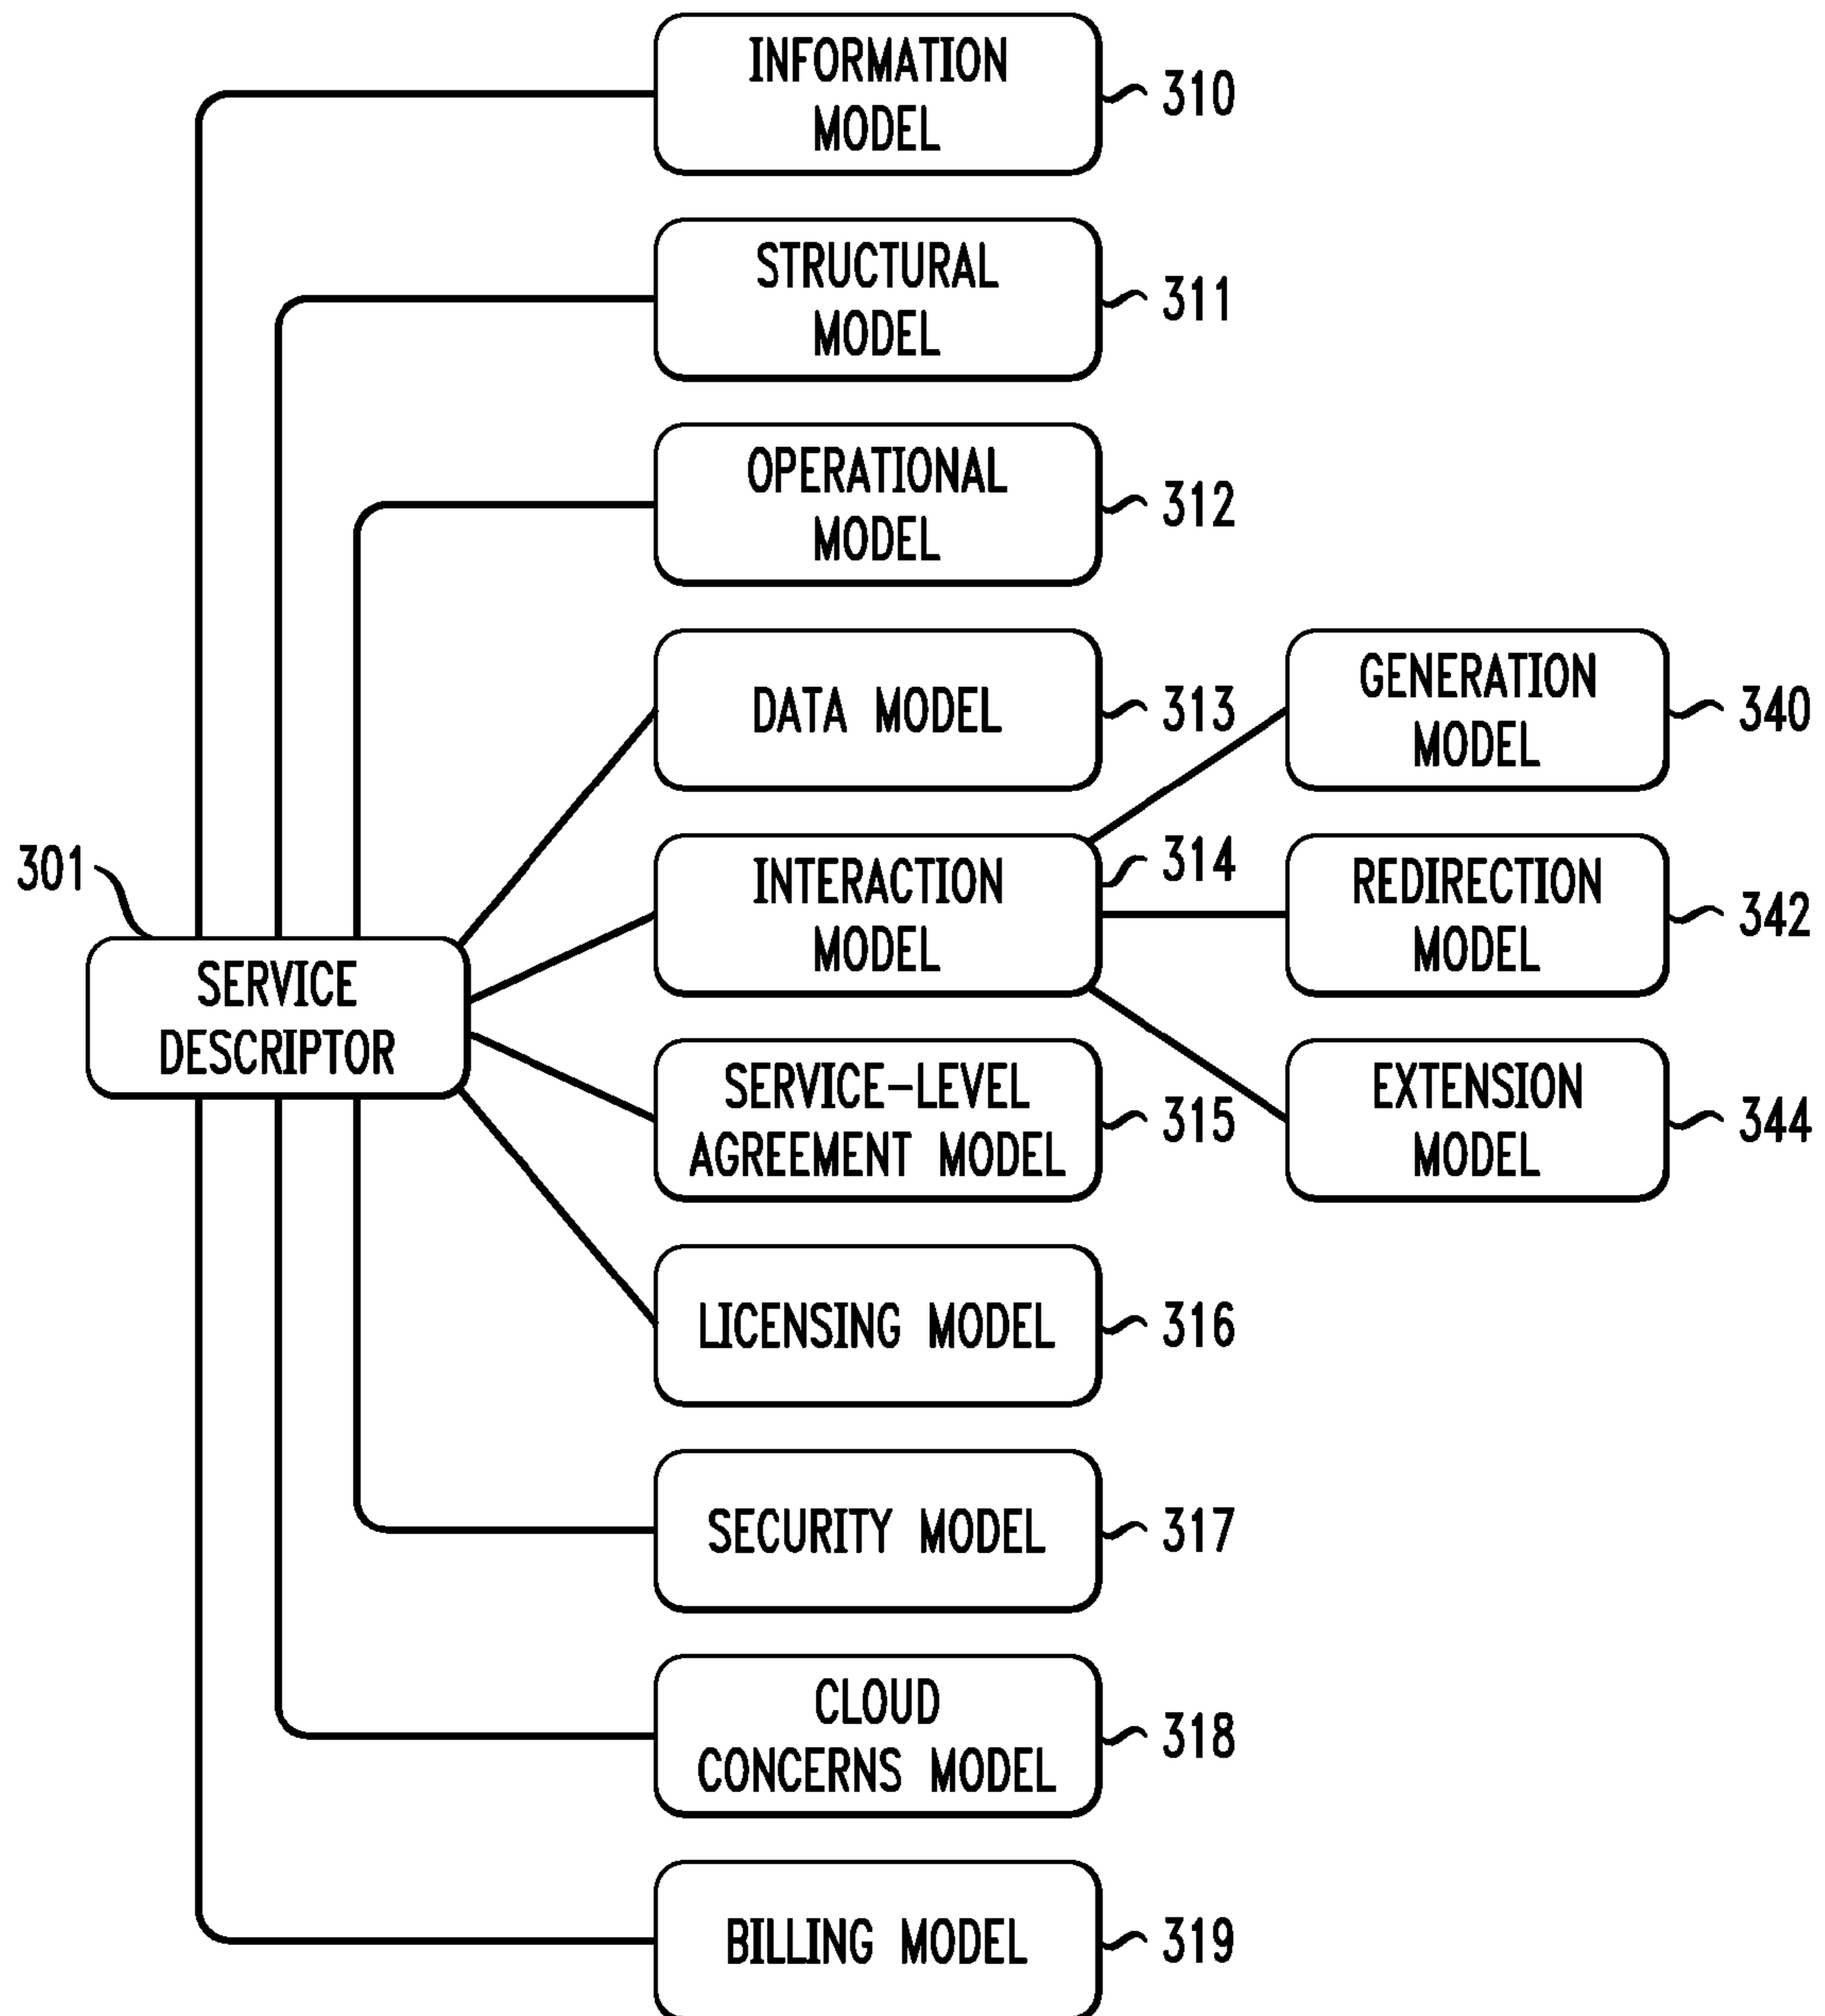 INFORMATION
MODEL
310
STRUCTURAL
MODEL
311
OPERATIONAL
MODEL
312
DATA MODEL
313
GENERATION
MODEL
340
301
SERVICE
DESCRIPTOR
INTERACTION
MODEL
314
REDIRECTION
MODEL
342
SERVICE-LEVEL
AGREEMENT MODEL
315
EXTENSION
MODEL
344
LICENSING MODEL
316
SECURITY MODEL
317
CLOUD
CONCERNS MODEL
318
BILLING MODEL
319